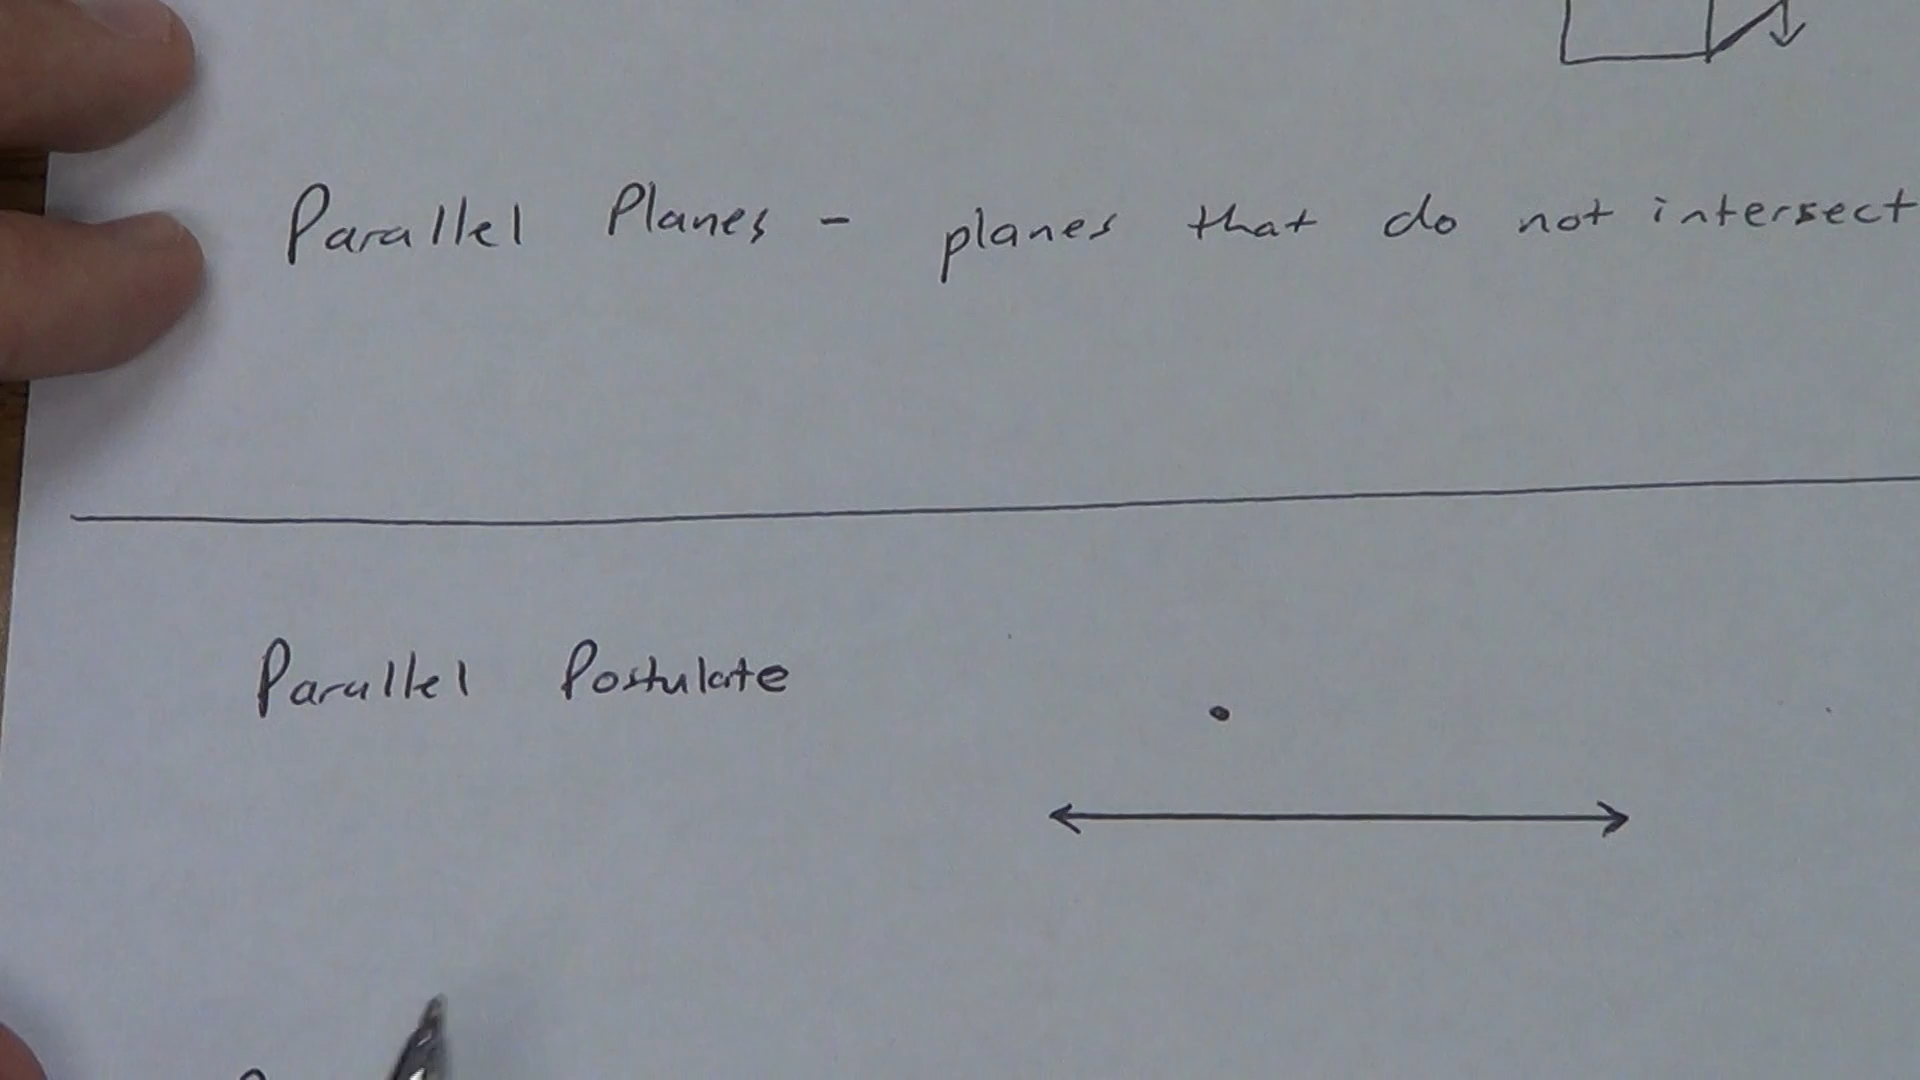 Parallel Planes - planes that do not intersect
Parallel Postulate